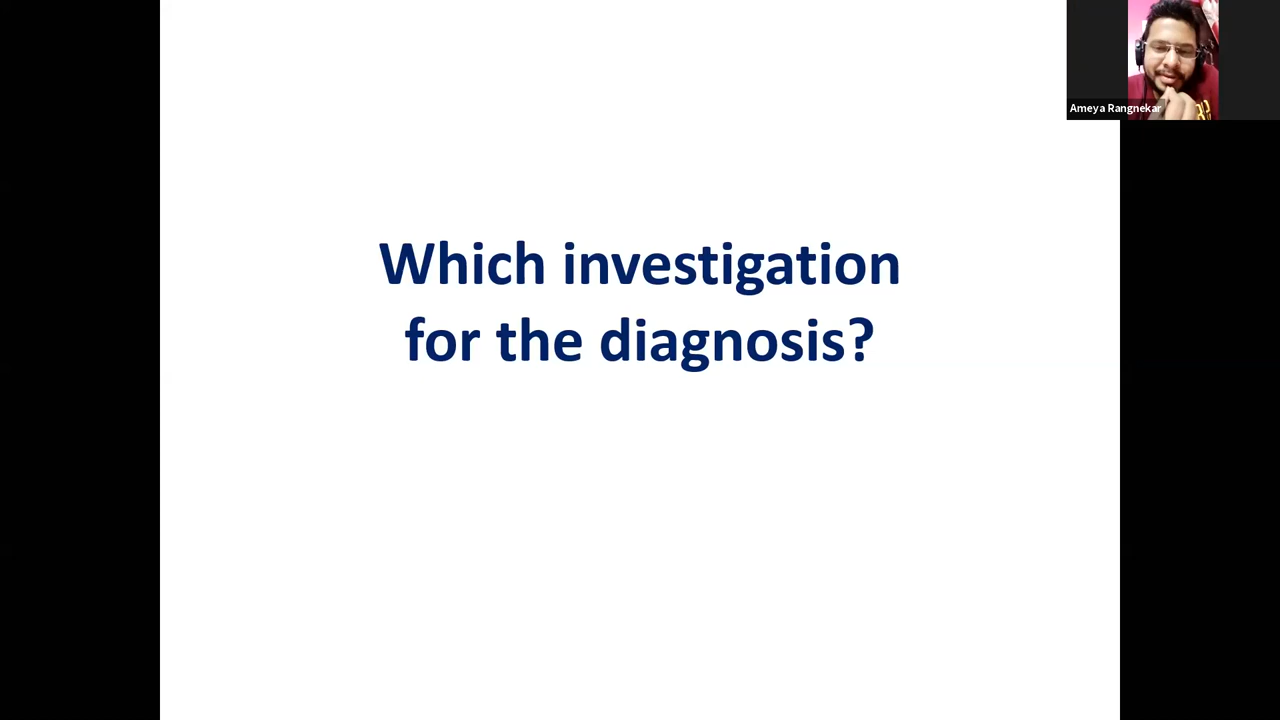 Ameya Rangnekar
Which investigation
for the diagnosis?